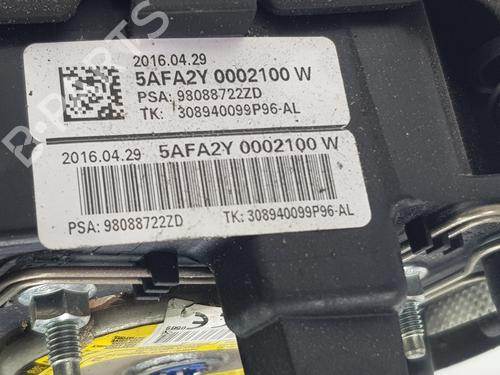 2016.04.29
5AFA2Y 0002100 W
PSA: 98088722ZD
TK: 308940099P96-AL
2016.04.29 5AFA2Y 0002100 W
PSA: 98088722ZD TK: 308940099P96-AL
B-PARTS